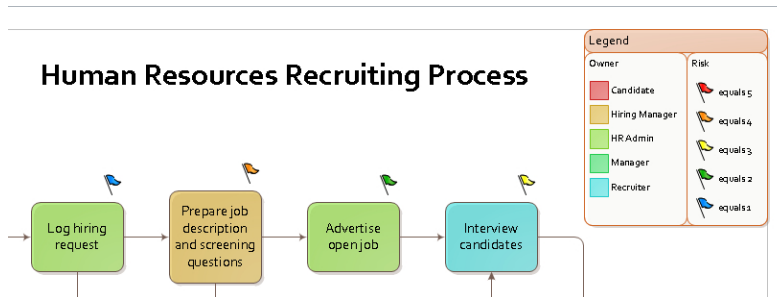 Human Resources Recruiting Process
Legend
Owner
Candidate
Hiring Manager
HR Admin
Manager
Recruiter
Risk
equals 5
equals 4
equals 3
equals 2
equals 1
Log hiring
request
Prepare job
description
and screening
questions
Advertise
open job
Interview
candidates